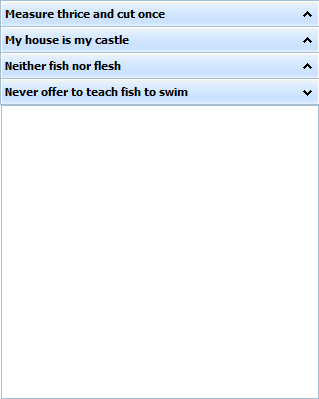 Measure thrice and cut once
My house is my castle
Neither fish nor flesh
Never offer to teach fish to swim